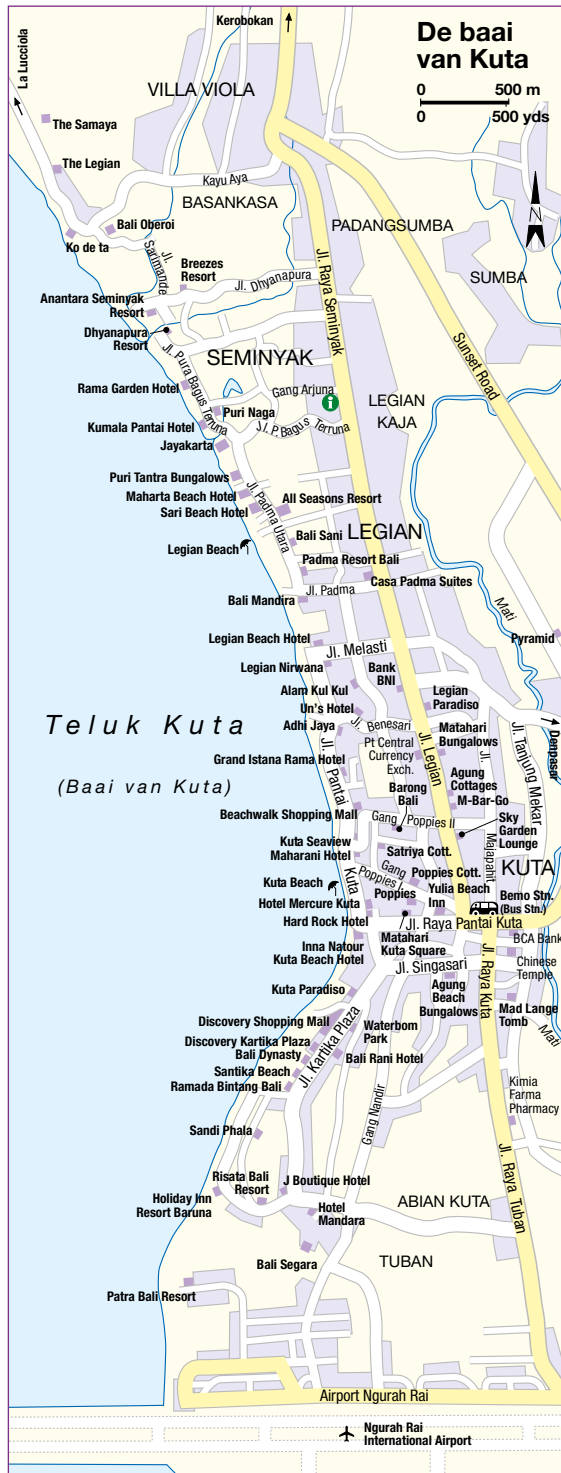 Kerobokan
De baai
van Kuta
0 500 m
0 500 yds
La Lucciola
VILLA VIOLA
The Samaya
The Legian
Kayu Aya
BASANKASA
PADANGSUMBA
N
Bali Oberoi
Ko de ta
Jl.
Sarimande
SUMBA
Breezes
Resort
Jl. Dhyanapura
Jl. Raya Seminyak
Anantara Seminyak
Resort
Dhyanapura
Resort
Sunset Road
SEMINYAK
Jl. Pura Bagus Teruna
Rama Garden Hotel
Gang Arjuna
i
LEGIAN
KAJA
Puri Naga
Kumala Pantai Hotel
Jl. P. Bagus Terruna
Jayakarta
Puri Tantra Bungalows
Maharta Beach Hotel
Sari Beach Hotel
Jl. Padma Utara
All Seasons Resort
Legian Beach
Bali Sani
LEGIAN
Padma Resort Bali
Casa Padma Suites
Jl. Padma
Bali Mandira
Mati
Pyramid
Legian Beach Hotel
Jl. Melasti
Legian Nirwana
Bank
BNI
Alam Kul Kul
Un's Hotel
Legian
Paradiso
Teluk Kuta
(Baai van Kuta)
Adhi Jaya
Jl. Benesari
Jl. Legian
Denpasar
Jl. Pantai
Kuta
Pt Central
Currency
Exch.
Matahari
Bungalows
Jl. Tanjung Mekar
Jl.
Majapahit
Grand Istana Rama Hotel
Barong
Bali
Agung
Cottages
M-Bar-Go
Beachwalk Shopping Mall
Gang Poppies II
Sky
Garden
Lounge
Kuta Seaview
Maharani Hotel
Satriya Cott.
KUTA
Gang
Poppies I
Poppies Cott.
Kuta Beach
Poppies
Yulia Beach
Inn
Bemo Stn.
(Bus Stn.)
Hotel Mercure Kuta
Hard Rock Hotel
Jl. Raya Pantai Kuta
Inna Natour
Kuta Beach Hotel
Matahari
Kuta Square
BCA Bank
Jl. Singasari
Jl. Raya Kuta
Chinese
Temple
Kuta Paradiso
Agung
Beach
Bungalows
Mad Lange
Tomb
Mati
Discovery Shopping Mall
Jl. Kartika Plaza
Waterbom
Park
Discovery Kartika Plaza
Bali Dynasty
Bali Rani Hotel
Santika Beach
Ramada Bintang Bali
Gang Nandir
Kimia
Farma
Pharmacy
Sandi Phala
Jl. Raya Tuban
Risata Bali
Resort
J Boutique Hotel
Holiday Inn
Resort Baruna
ABIAN KUTA
Hotel
Mandara
Bali Segara
TUBAN
Patra Bali Resort
Airport Ngurah Rai
Ngurah Rai
International Airport